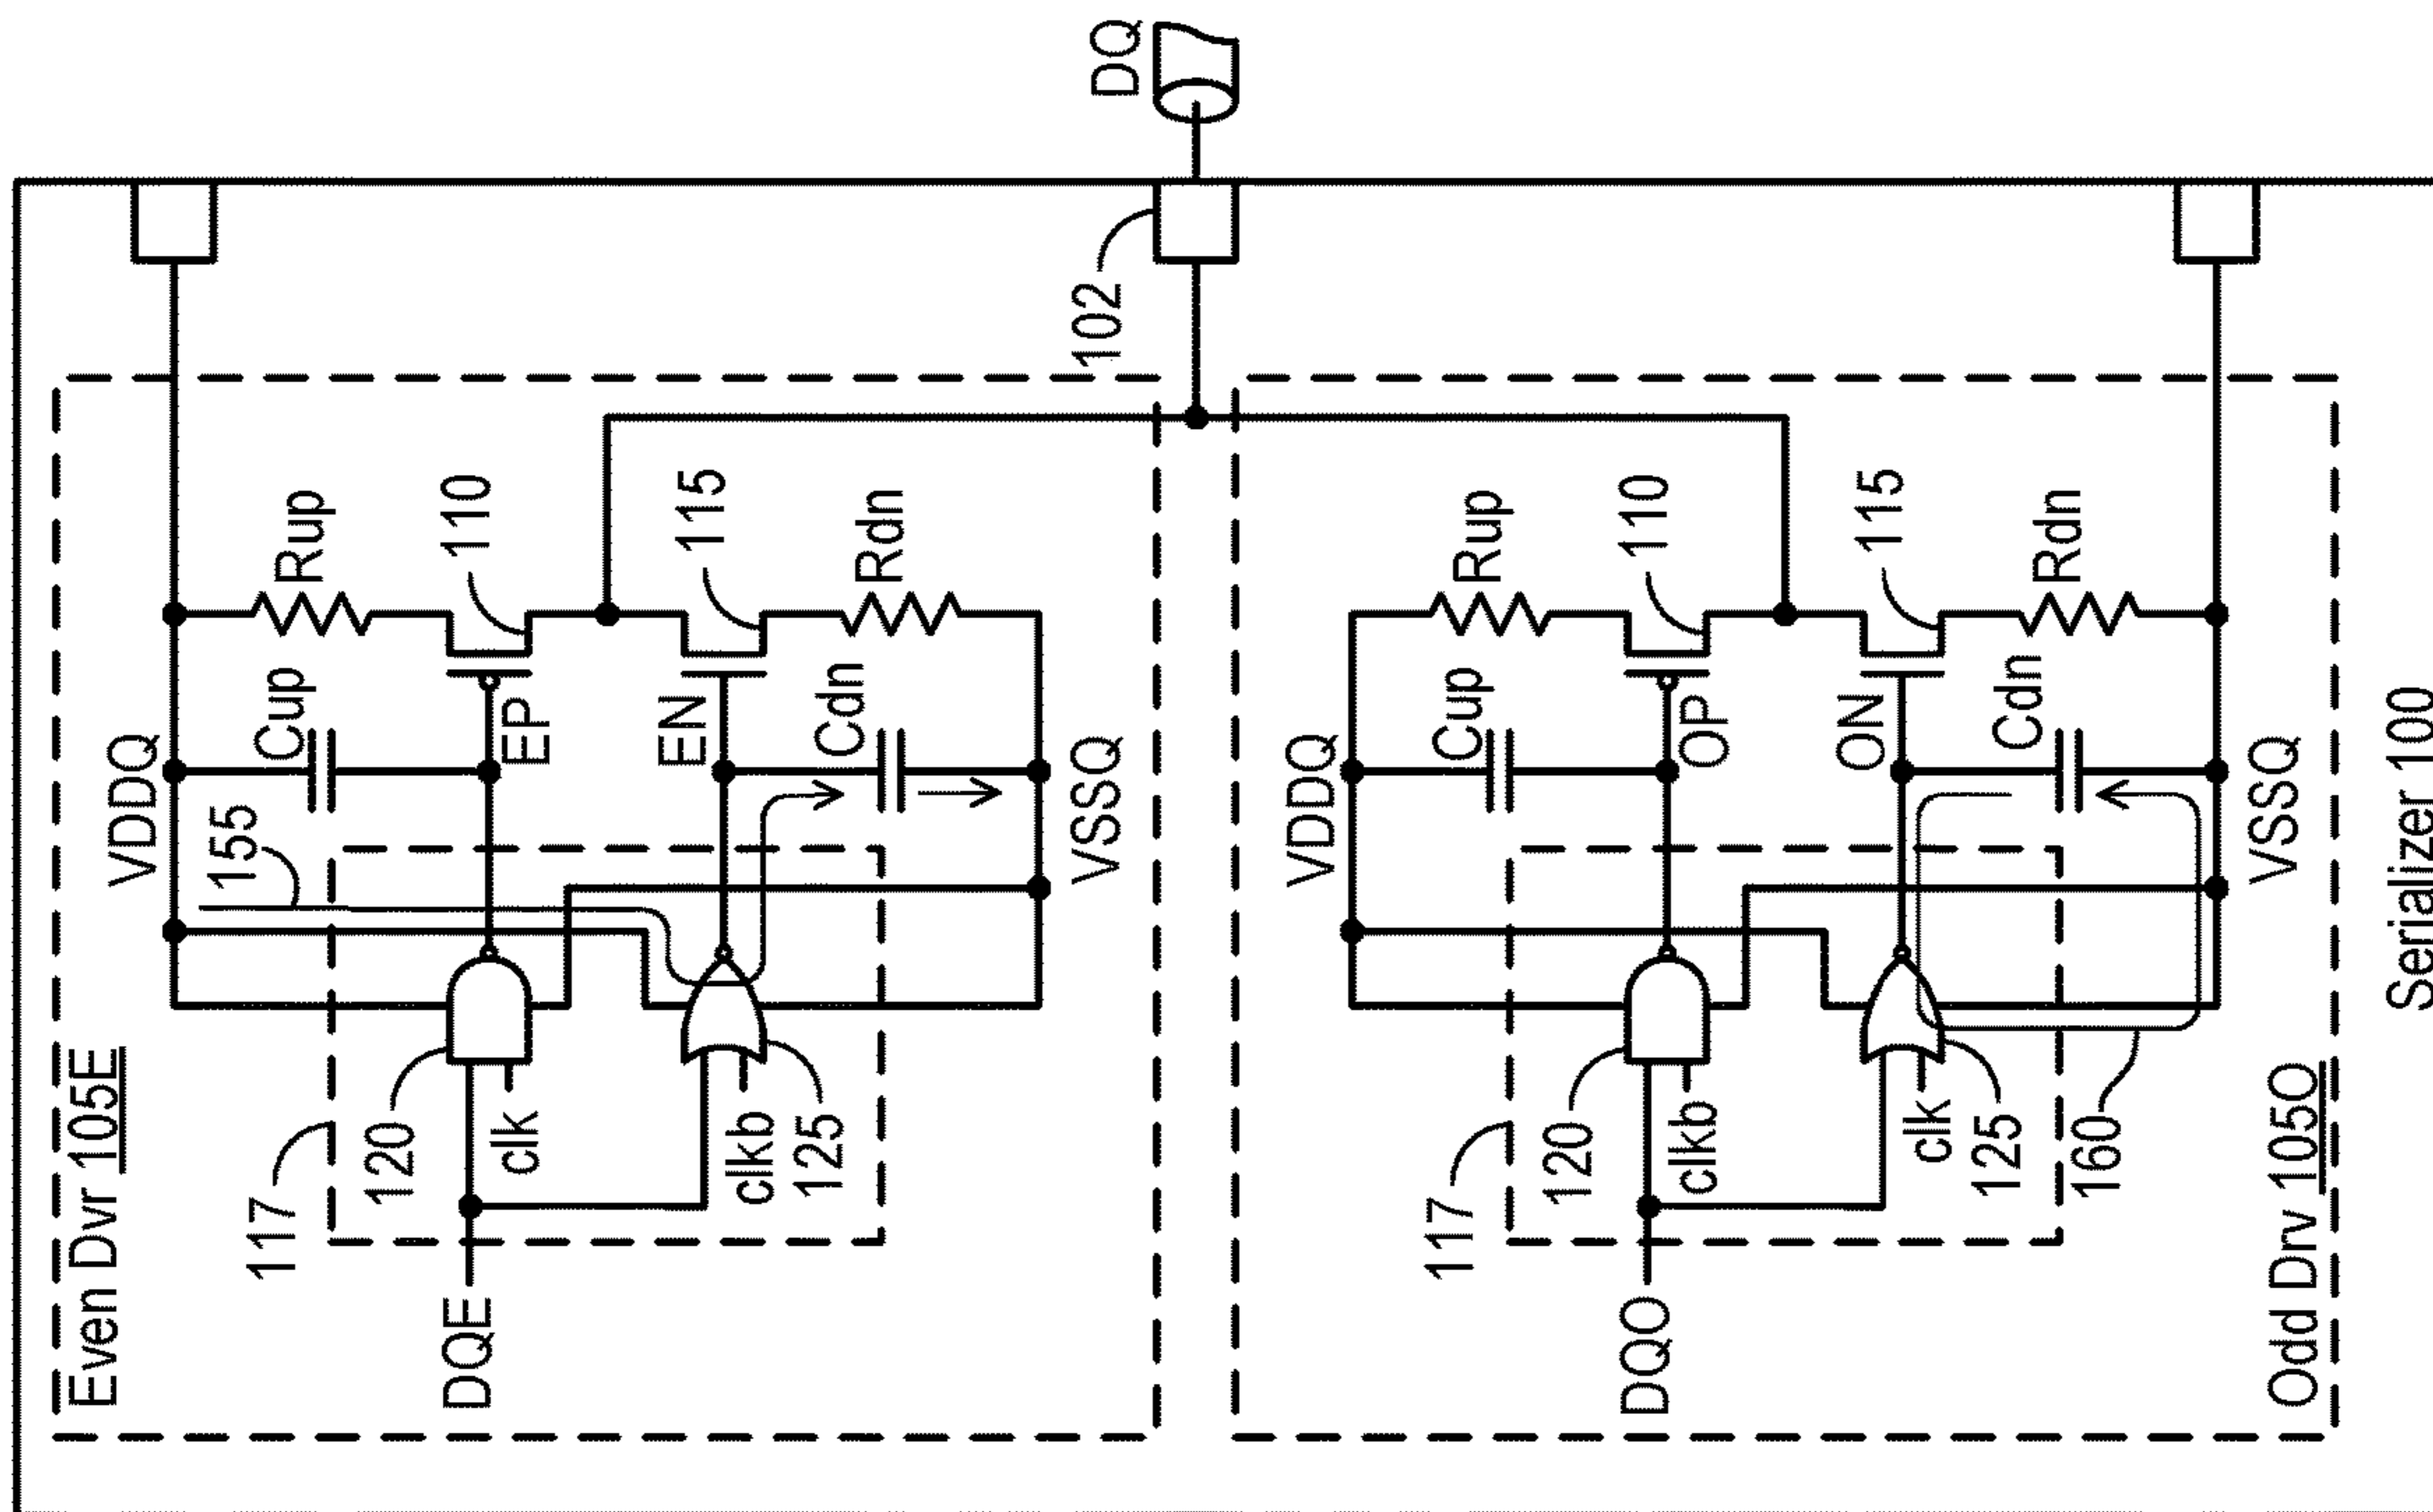 Even Dvr 105E
VDDQ
155
Cup
Rup
117
120
clk
DQE
EP
110
EN
115
clkb
125
Cdn
Rdn
VSSQ
102
DQ
VDDQ
Cup
Rup
117
120
clkb
DQO
OP
110
ON
115
clk
125
160
Cdn
Rdn
VSSQ
Odd Drv 105O
Serializer 100